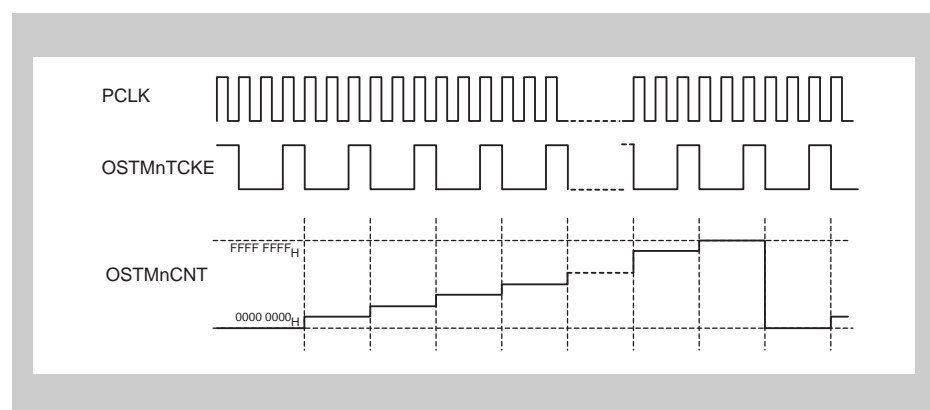 PCLK
OSTMnTCKE
FFFF FFFFH
OSTMnCNT
0000 0000H